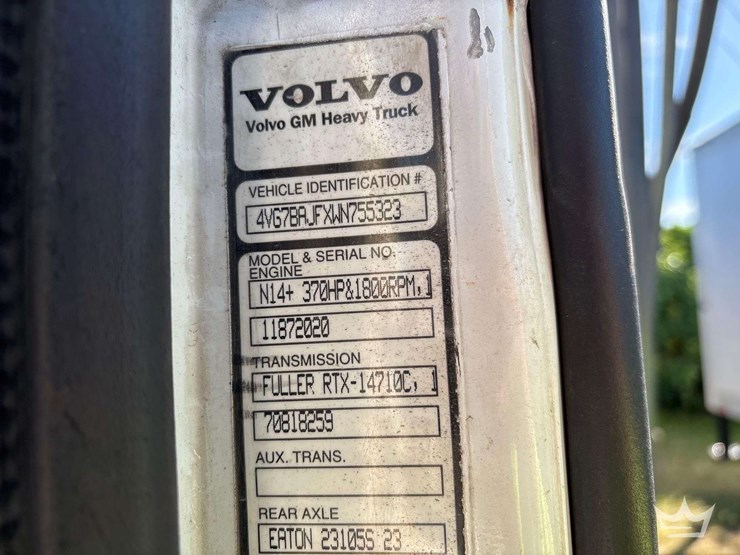 VOLVO
Volvo GM Heavy Truck
VEHICLE IDENTIFICATION #
4VG7BAJFXWN755323
MODEL & SERIAL NO.
ENGINE
N14+ 370HP&1800RPM,1
11872020
TRANSMISSION
FULLER RTX-14710C, 1
70818259
AUX. TRANS.
REAR AXLE
EATON 23105S 23